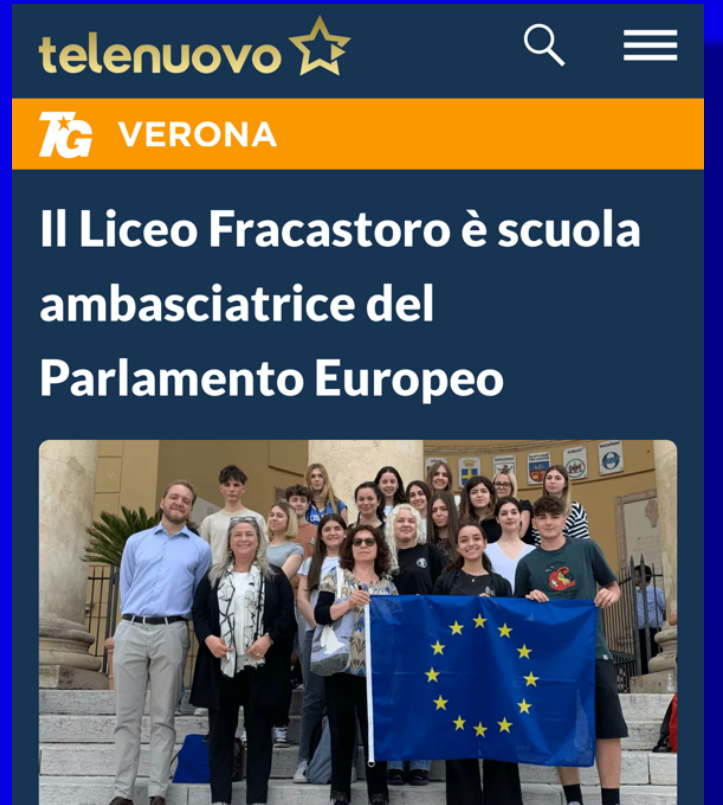 telenuovo
TG VERONA
Il Liceo Fracastoro è scuola
ambasciatrice del
Parlamento Europeo